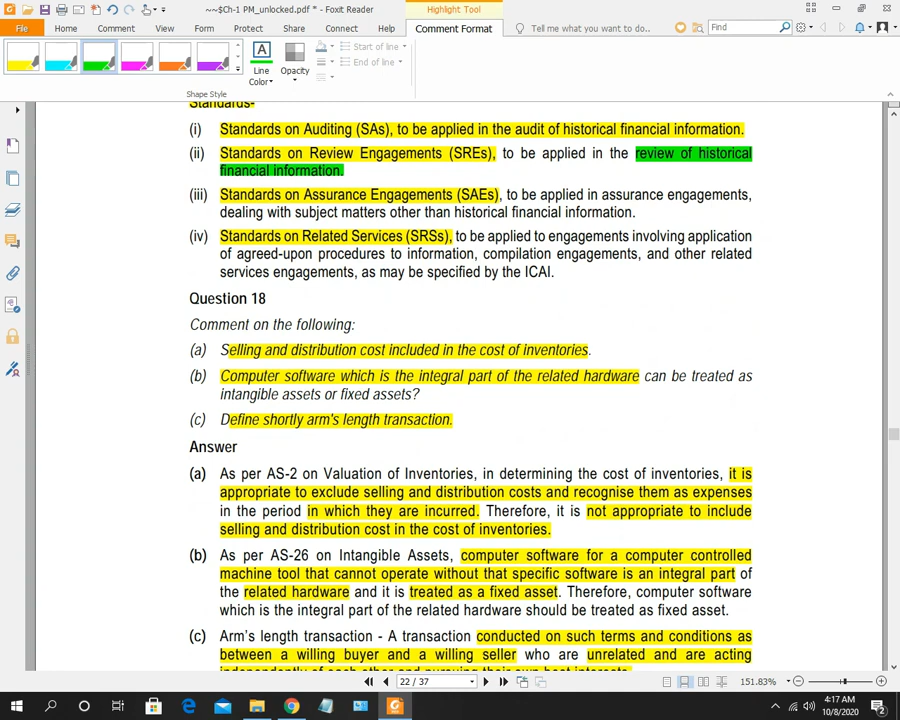 ~~$Ch-1 PM_unlocked.pdf * - Foxit Reader
Highlight Tool
File
Home
Comment
View
Form
Protect
Share
Connect
Help
Comment Format
Tell me what you want to do..
Find
Line
Color
Opacity
Start of line
End of line
Shape Style
Standards-
(i) Standards on Auditing (SAs), to be applied in the audit of historical financial information.
(ii) Standards on Review Engagements (SREs), to be applied in the review of historical
financial information.
(iii) Standards on Assurance Engagements (SAEs), to be applied in assurance engagements,
dealing with subject matters other than historical financial information.
(iv) Standards on Related Services (SRSs), to be applied to engagements involving application
of agreed-upon procedures to information, compilation engagements, and other related
services engagements, as may be specified by the ICAI.
Question 18
Comment on the following:
(a) Selling and distribution cost included in the cost of inventories.
(b) Computer software which is the integral part of the related hardware can be treated as
intangible assets or fixed assets?
(c) Define shortly arm's length transaction.
Answer
(a) As per AS-2 on Valuation of Inventories, in determining the cost of inventories, it is
appropriate to exclude selling and distribution costs and recognise them as expenses
in the period in which they are incurred. Therefore, it is not appropriate to include
selling and distribution cost in the cost of inventories.
(b) As per AS-26 on Intangible Assets, computer software for a computer controlled
machine tool that cannot operate without that specific software is an integral part of
the related hardware and it is treated as a fixed asset. Therefore, computer software
which is the integral part of the related hardware should be treated as fixed asset.
(c) Arm's length transaction - A transaction conducted on such terms and conditions as
between a willing buyer and a willing seller who are unrelated and are acting
independently of each other and pursuing their own best interests.
22 / 37
151.83%
4:17 AM
10/8/2020
2